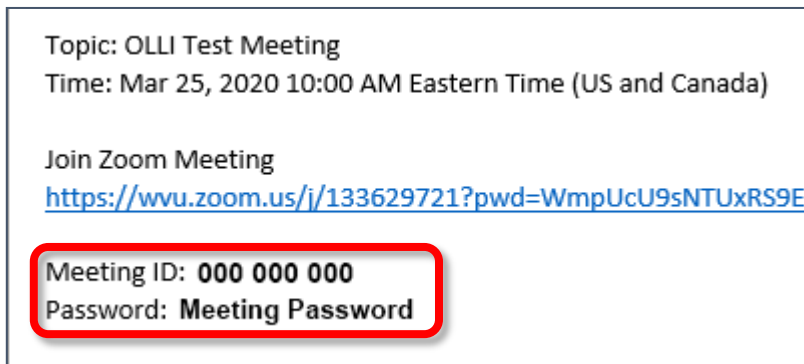 Topic: OLLI Test Meeting
Time: Mar 25, 2020 10:00 AM Eastern Time (US and Canada)
Join Zoom Meeting
https://wvu.zoom.us/j/133629721?pwd=WmpUcU9sNTUxRS9E
Meeting ID: 000 000 000
Password: Meeting Password